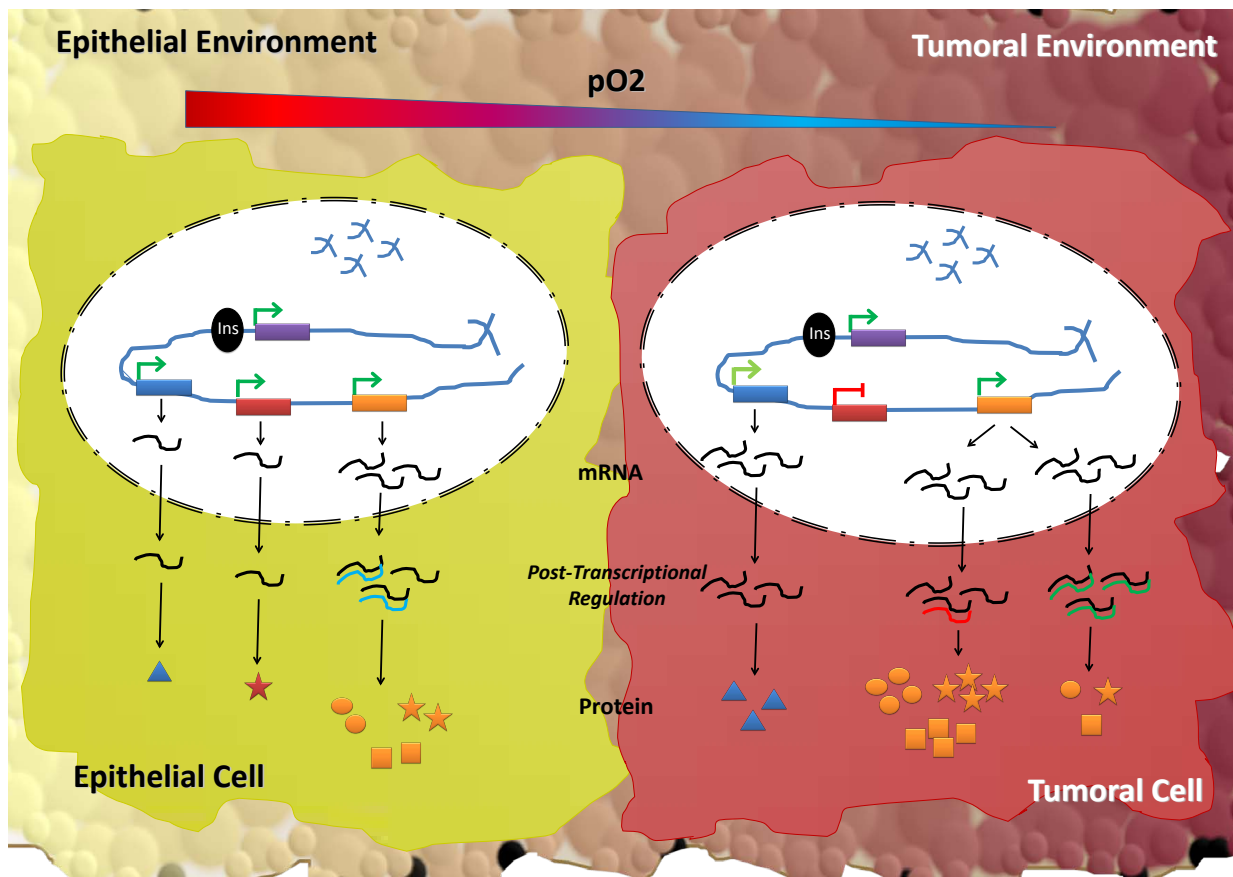 Epithelial Environment
Tumoral Environment
pO2
Ins
Ins
mRNA
Post-Transcriptional
Regulation
Protein
Epithelial Cell
Tumoral Cell